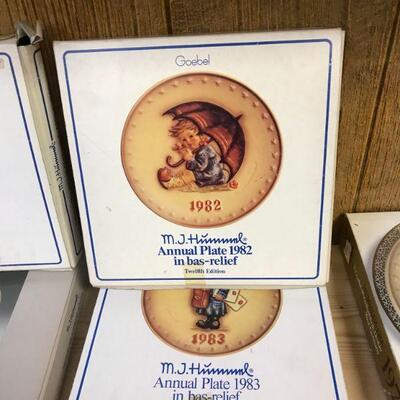 Goebel
1982
M.J. Hummel®
Annual Plate 1982
in bas-relief
Twelfth Edition
1983
M.J. Hummel®
Annual Plate 1983
in bas-relief